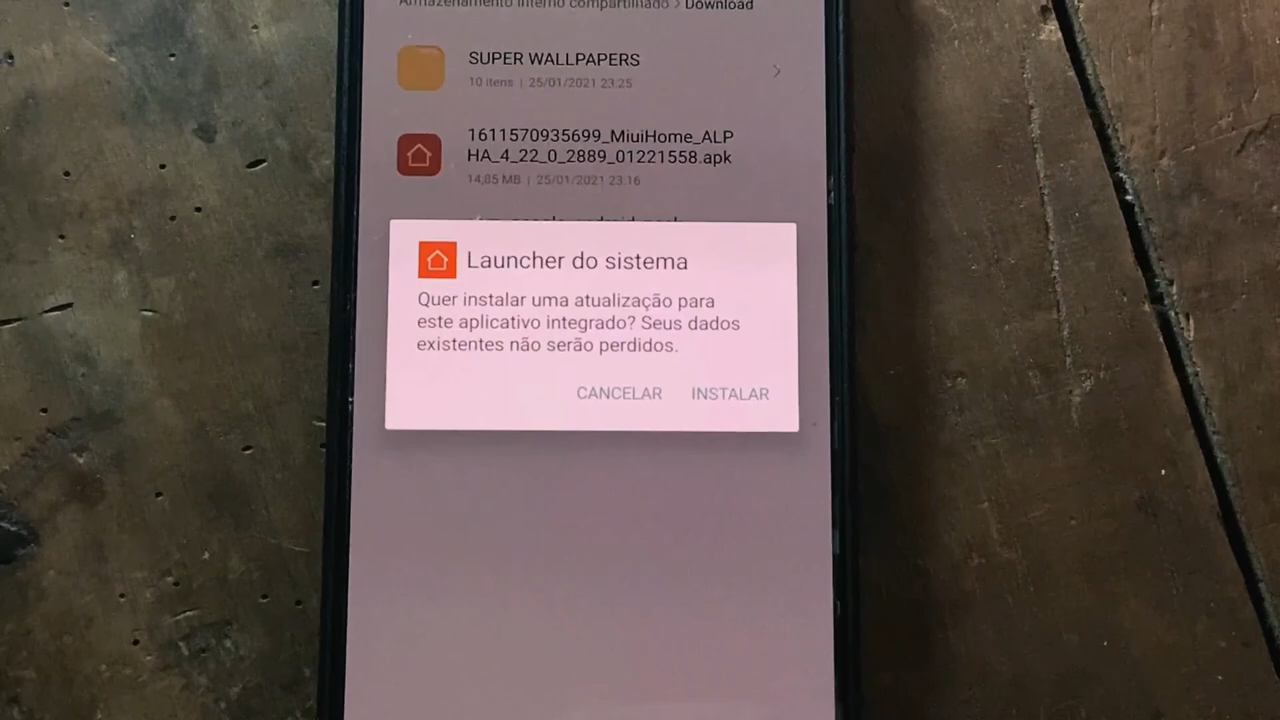 Armazenamento interno compartilhado > Download
SUPER WALLPAPERS
10 itens | 25/01/2021 23:25
1611570935699_MiuiHome_ALP
HA_4_22_0_2889_01221558.apk
14,85 MB | 25/01/2021 23:16
Launcher do sistema
Quer instalar uma atualização para
este aplicativo integrado? Seus dados
existentes não serão perdidos.
CANCELAR INSTALAR